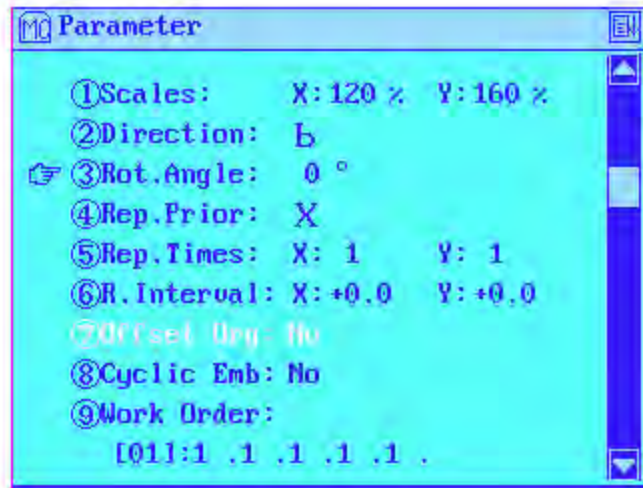 MC Parameter
①Scales: X:120 % Y:160 %
②Direction: Ь
③Rot.Angle: 0 °
④Rep.Prior: X
⑤Rep.Times: X: 1 Y: 1
⑥R.Interval: X:+0.0 Y:+0.0
⑦Offset Org: No
⑧Cyclic Emb: No
⑨Work Order:
[01]:1 .1 .1 .1 .1 .